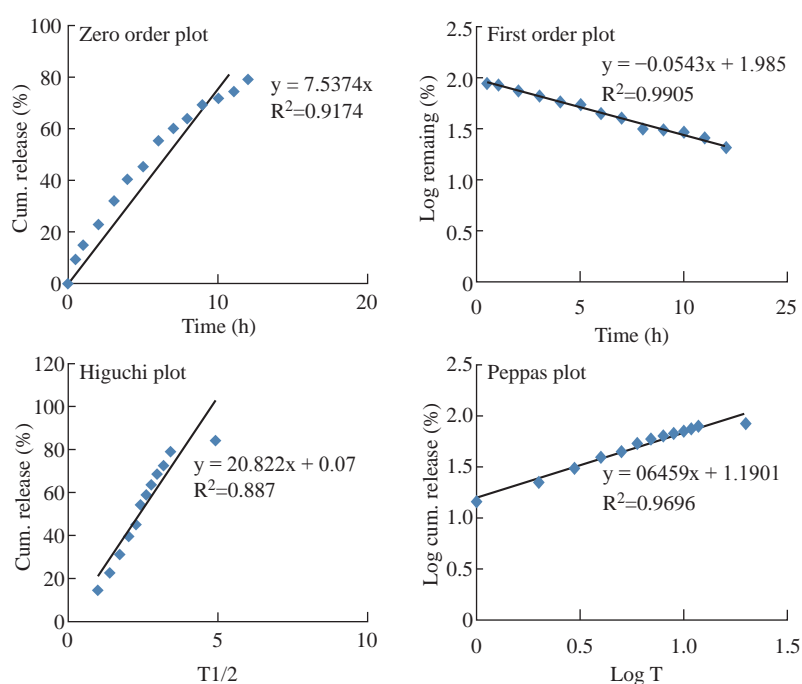 Zero order plot
100
80
60
40
20
0
Cum. release (%)
y = 7.5374x
R²=0.9174
0
10
20
Time (h)
First order plot
2.5
2.0
1.5
1.0
2.5
0
Log remaing (%)
y = −0.0543x + 1.985
R²=0.9905
0
5
10
25
Time (h)
Higuchi plot
120
100
80
60
40
20
0
Cum. release (%)
y = 20.822x + 0.07
R²=0.887
0
5
10
T1/2
Peppas plot
2.5
2.0
1.5
1.0
2.5
0
Log cum. release (%)
y = 06459x + 1.1901
R²=0.9696
0
0.5
1.0
1.5
Log T